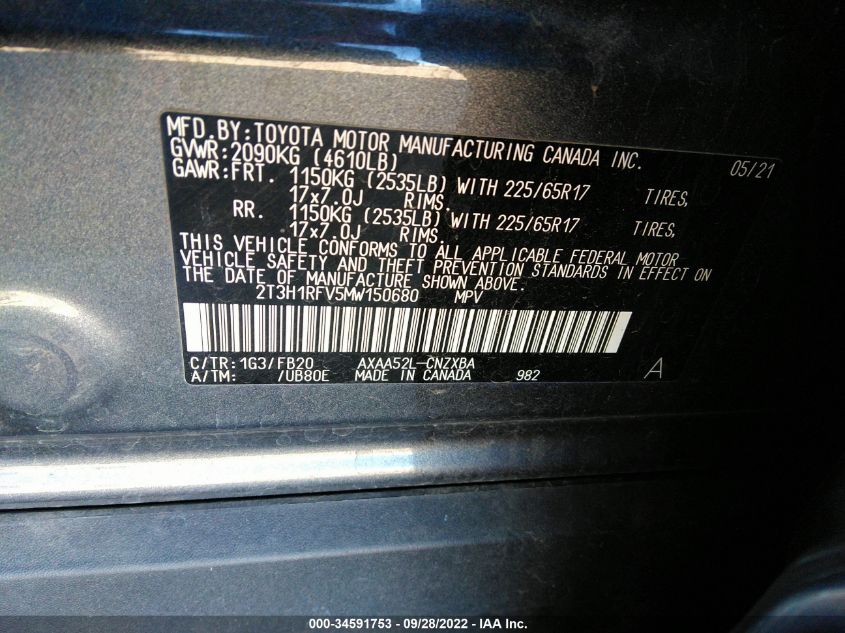 MFD.BY:TOYOTA MOTOR MANUFACTURING CANADA INC. 05/21
GVWR:2090KG (4610LB)
GAWR:FRT. 1150KG (2535LB) WITH 225/65R17 TIRES,
17x7.0J RIMS.
RR. 1150KG (2535LB) WITH 225/65R17 TIRES,
17x7.0J RIMS.
THIS VEHICLE CONFORMS TO ALL APPLICABLE FEDERAL MOTOR
VEHICLE SAFETY AND THEFT PREVENTION STANDARDS IN EFFECT ON
THE DATE OF MANUFACTURE SHOWN ABOVE.
2T3H1RFV5MW150680 MPV
C/TR: 1G3/FB20 AXAA52L-CNZXBA
A/TM: /UB80E MADE IN CANADA 982 A
000-34591753 - 09/28/2022 - IAA Inc.